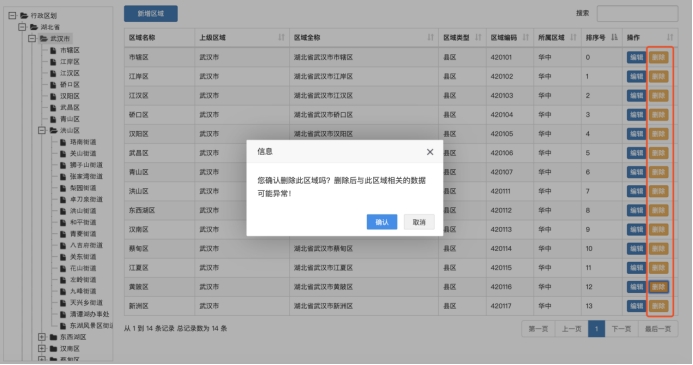 行政区划
湖北省
武汉市
市辖区
江岸区
江汉区
硚口区
汉阳区
武昌区
青山区
洪山区
珞南街道
关山街道
狮子山街道
张家湾街道
梨园街道
卓刀泉街道
洪山街道
和平街道
青菱街道
八吉府街道
关东街道
花山街道
左岭街道
九峰街道
天兴乡街道
清潭湖办事处
东湖风景区街道
东西湖区
汉南区
蔡甸区
新增区域 搜索
区域名称 上级区域 区域全称 区域类型 区域编码 所属区域 排序号 操作
市辖区 武汉市 湖北省武汉市市辖区 县区 420101 华中 0 编辑 删除
江岸区 武汉市 湖北省武汉市江岸区 县区 420102 华中 1 编辑 删除
江汉区 武汉市 湖北省武汉市江汉区 县区 420103 华中 2 编辑 删除
硚口区 武汉市 湖北省武汉市硚口区 县区 420104 华中 3 编辑 删除
汉阳区 武汉市 湖北省武汉市汉阳区 县区 420105 华中 4 编辑 删除
武昌区 武汉市 县区 420106 华中 5 编辑 删除
青山区 武汉市 县区 420107 华中 6 编辑 删除
洪山区 武汉市 县区 420111 华中 7 编辑 删除
东西湖区 武汉市 县区 420112 华中 8 编辑 删除
汉南区 武汉市 县区 420113 华中 9 编辑 删除
蔡甸区 武汉市 湖北省武汉市蔡甸区 县区 420114 华中 10 编辑 删除
江夏区 武汉市 湖北省武汉市江夏区 县区 420115 华中 11 编辑 删除
黄陂区 武汉市 湖北省武汉市黄陂区 县区 420116 华中 12 编辑 删除
新洲区 武汉市 湖北省武汉市新洲区 县区 420117 华中 13 编辑 删除
从 1 到 14 条记录 总记录数为 14 条 第一页 上一页 1 下一页 最后一页
信息
您确认删除此区域吗？删除后与此区域相关的数据
可能异常！
确认 取消